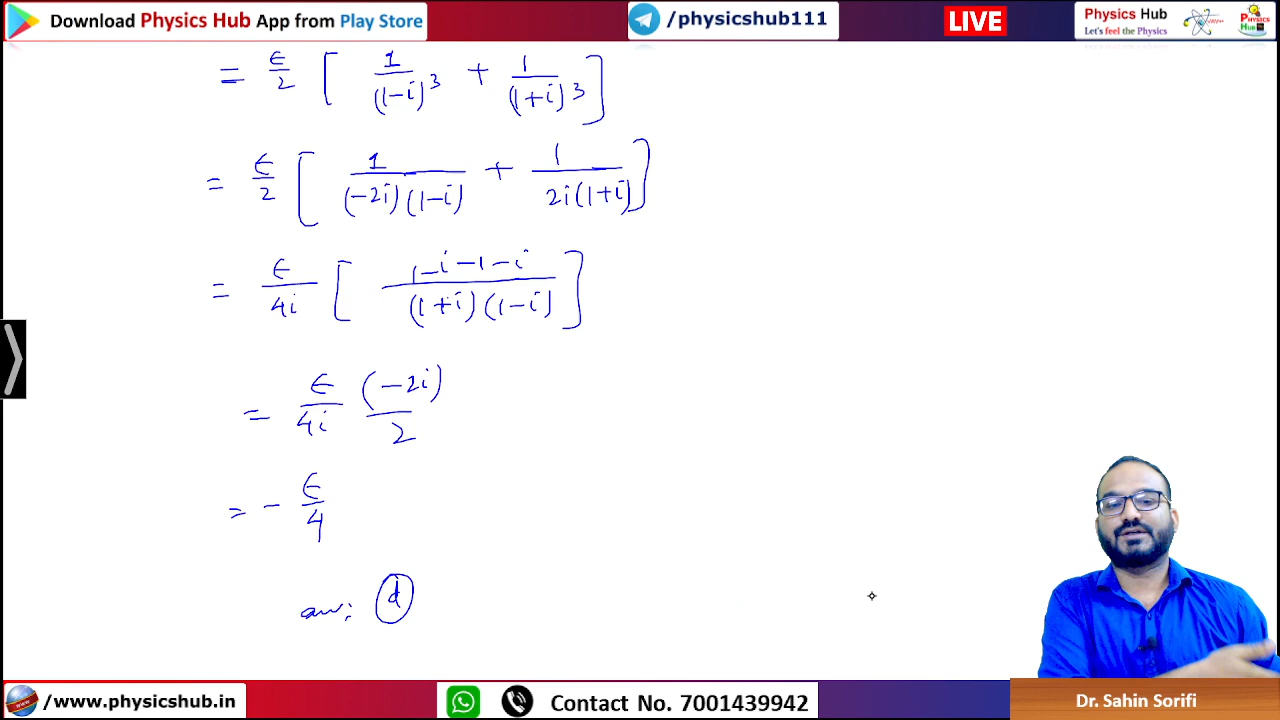 Download Physics Hub App from Play Store
/physicshub111
LIVE
Physics Hub
Let's feel the Physics
Physics Hub
= ε/2 [ 1/(1-i)^3 + 1/(1+i)^3 ]
= ε/2 [ 1/(-2i)(1-i) + 1/2i(1+i) ]
= ε/4i [ 1-i-1-i/(1+i)(1-i) ]
= ε/4i (-2i)/2
= - ε/4
ans: d
/www.physicshub.in
Contact No. 7001439942
Dr. Sahin Sorifi